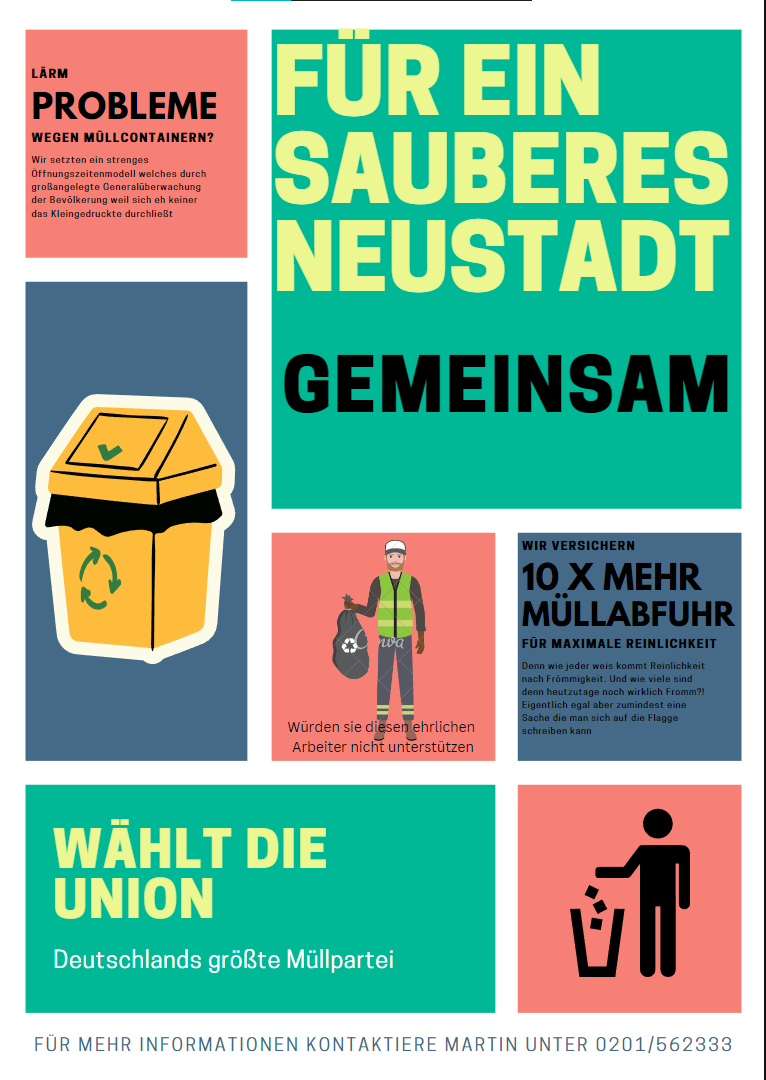 LÄRM
PROBLEME
WEGEN MÜLLCONTAINERN?
Wir setzten ein strenges
Öffnungszeitenmodell welches durch
großangelegte Generalüberwachung
der Bevölkerung weil sich eh keiner
das Kleingedruckte durchließt
FÜR EIN
SAUBERES
NEUSTADT
GEMEINSAM
Canva
Würden sie diesen ehrlichen
Arbeiter nicht unterstützen
WIR VERSICHERN
10 X MEHR
MÜLLABFUHR
FÜR MAXIMALE REINLICHKEIT
Denn wie jeder weis kommt Reinlichkeit
nach Frömmigkeit. Und wie viele sind
denn heutzutage noch wirklich Fromm?!
Eigentlich egal aber zumindest eine
Sache die man sich auf die Flagge
schreiben kann
WÄHLT DIE
UNION
Deutschlands größte Müllpartei
FÜR MEHR INFORMATIONEN KONTAKTIERE MARTIN UNTER 0201/562333